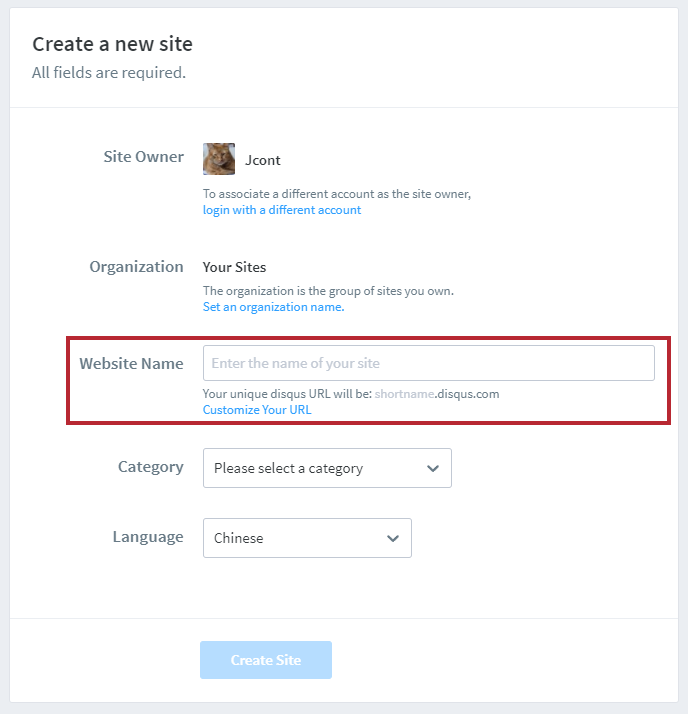 Create a new site
All fields are required.
Site Owner
Jcont
To associate a different account as the site owner,
login with a different account
Organization
Your Sites
The organization is the group of sites you own.
Set an organization name.
Website Name
Enter the name of your site
Your unique disqus URL will be: shortname.disqus.com
Customize Your URL
Category
Please select a category
Language
Chinese
Create Site